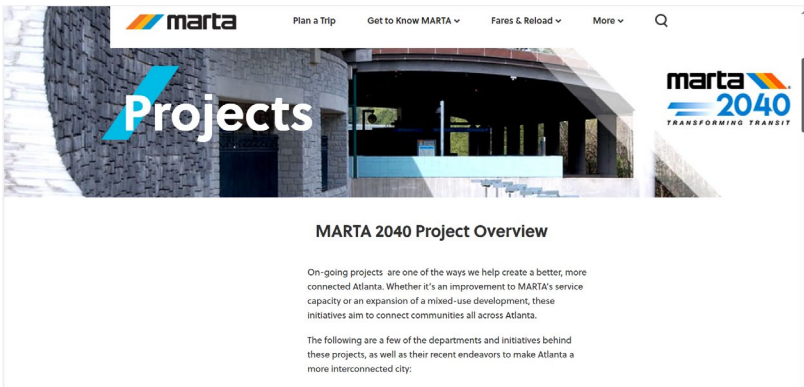 marta
Plan a Trip
Get to Know MARTA
Fares & Reload
More
Projects
marta
2040
TRANSFORMING TRANSIT
MARTA 2040 Project Overview
On-going projects are one of the ways we help create a better, more
connected Atlanta. Whether it's an improvement to MARTA's service
capacity or an expansion of a mixed-use development, these
initiatives aim to connect communities all across Atlanta.
The following are a few of the departments and initiatives behind
these projects, as well as their recent endeavors to make Atlanta a
more interconnected city: